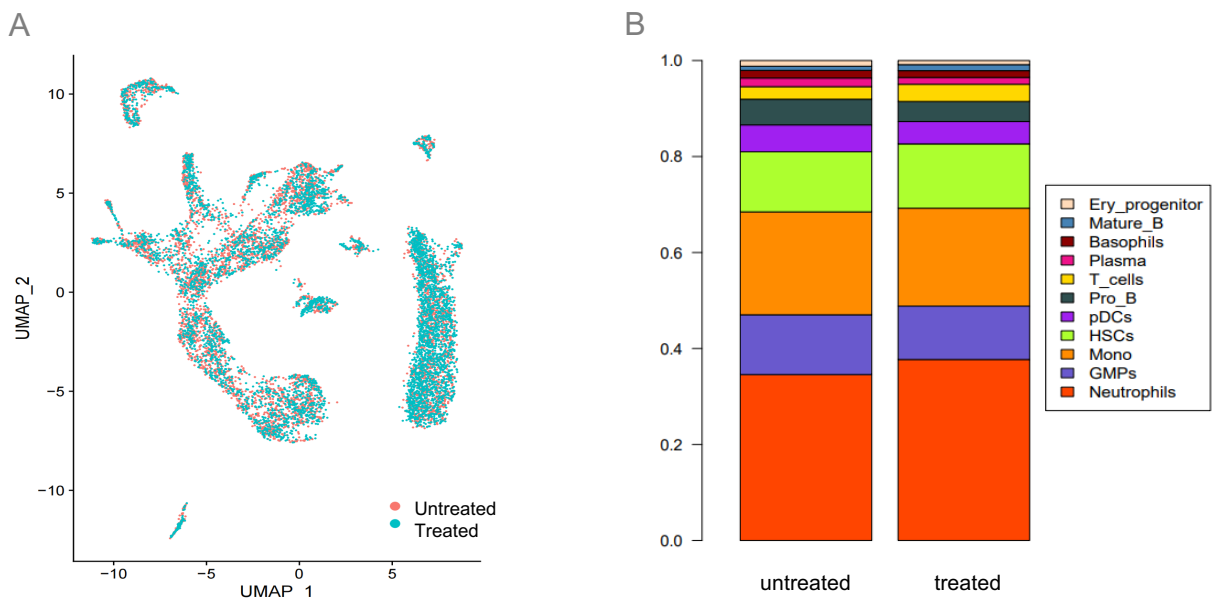 A
10
5
0
−5
−10
UMAP_2
−10
−5
0
5
UMAP_1
Untreated
Treated
B
1.0
0.8
0.6
0.4
0.2
0.0
untreated
treated
Ery_progenitor
Mature_B
Basophils
Plasma
T_cells
Pro_B
pDCs
HSCs
Mono
GMPs
Neutrophils